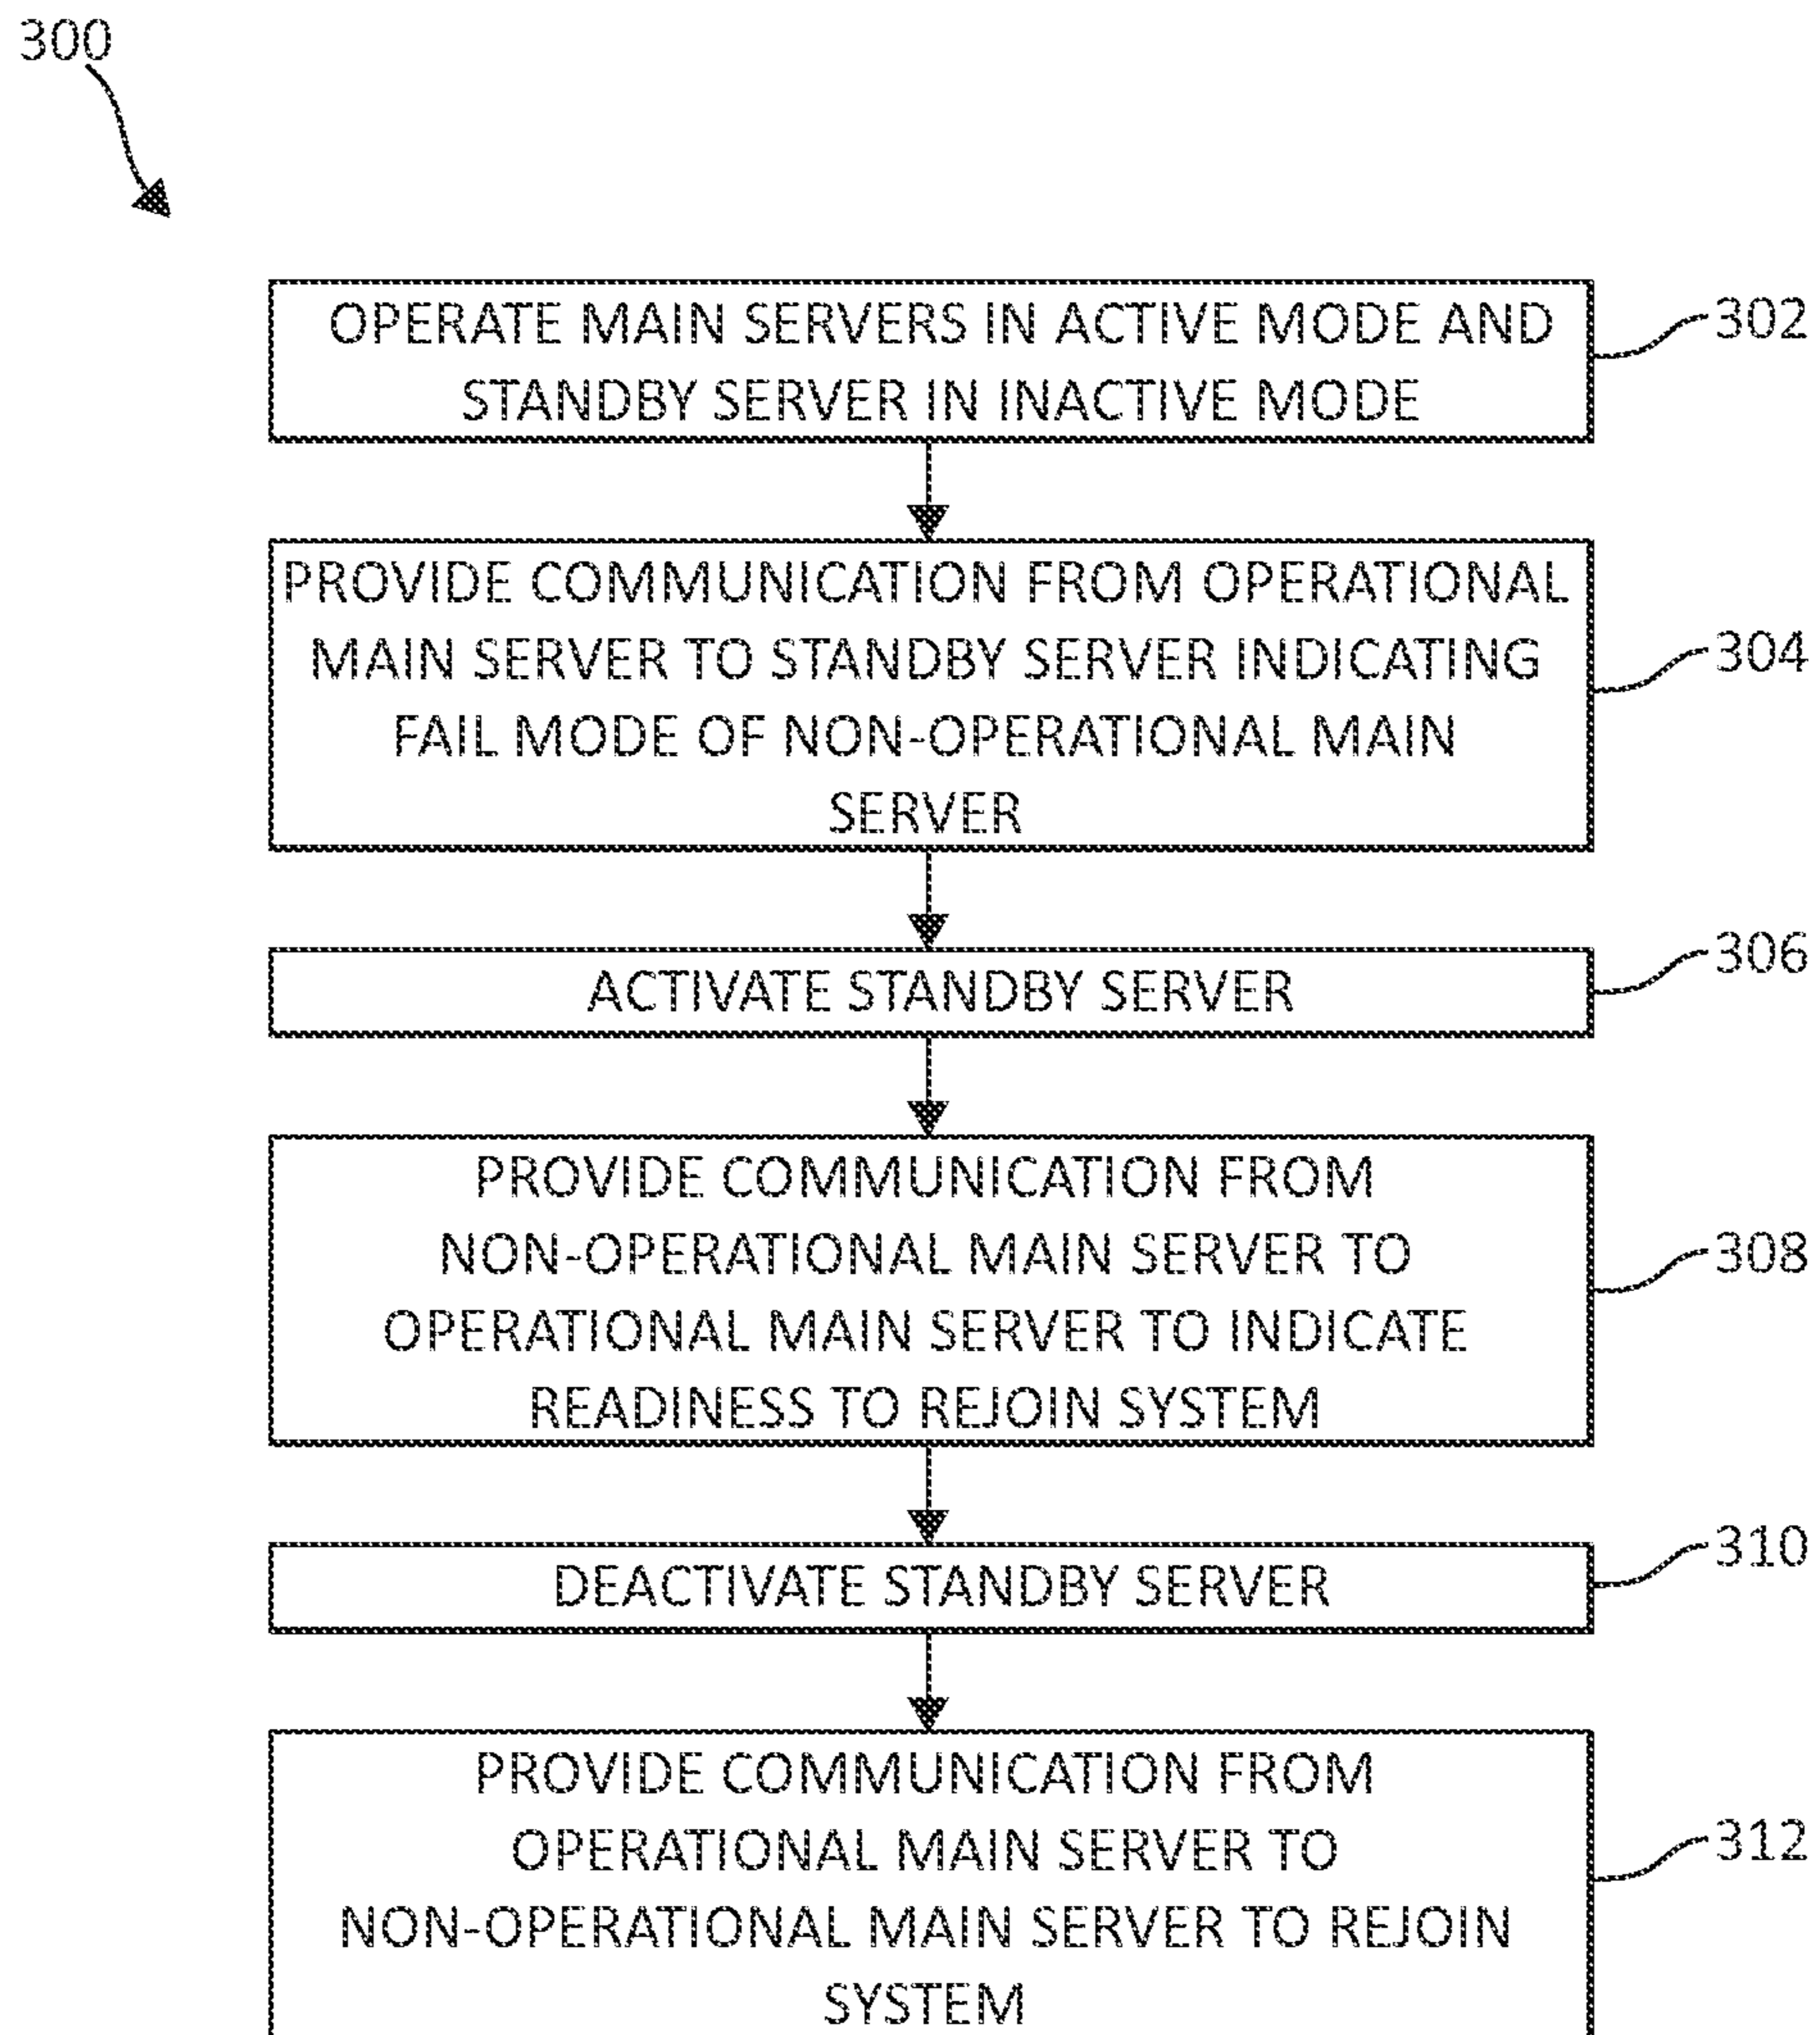 300
OPERATE MAIN SERVERS IN ACTIVE MODE AND
STANDBY SERVER IN INACTIVE MODE
302
PROVIDE COMMUNICATION FROM OPERATIONAL
MAIN SERVER TO STANDBY SERVER INDICATING
FAIL MODE OF NON-OPERATIONAL MAIN
SERVER
304
ACTIVATE STANDBY SERVER
306
PROVIDE COMMUNICATION FROM
NON-OPERATIONAL MAIN SERVER TO
OPERATIONAL MAIN SERVER TO INDICATE
READINESS TO REJOIN SYSTEM
308
DEACTIVATE STANDBY SERVER
310
PROVIDE COMMUNICATION FROM
OPERATIONAL MAIN SERVER TO
NON-OPERATIONAL MAIN SERVER TO REJOIN
SYSTEM
312